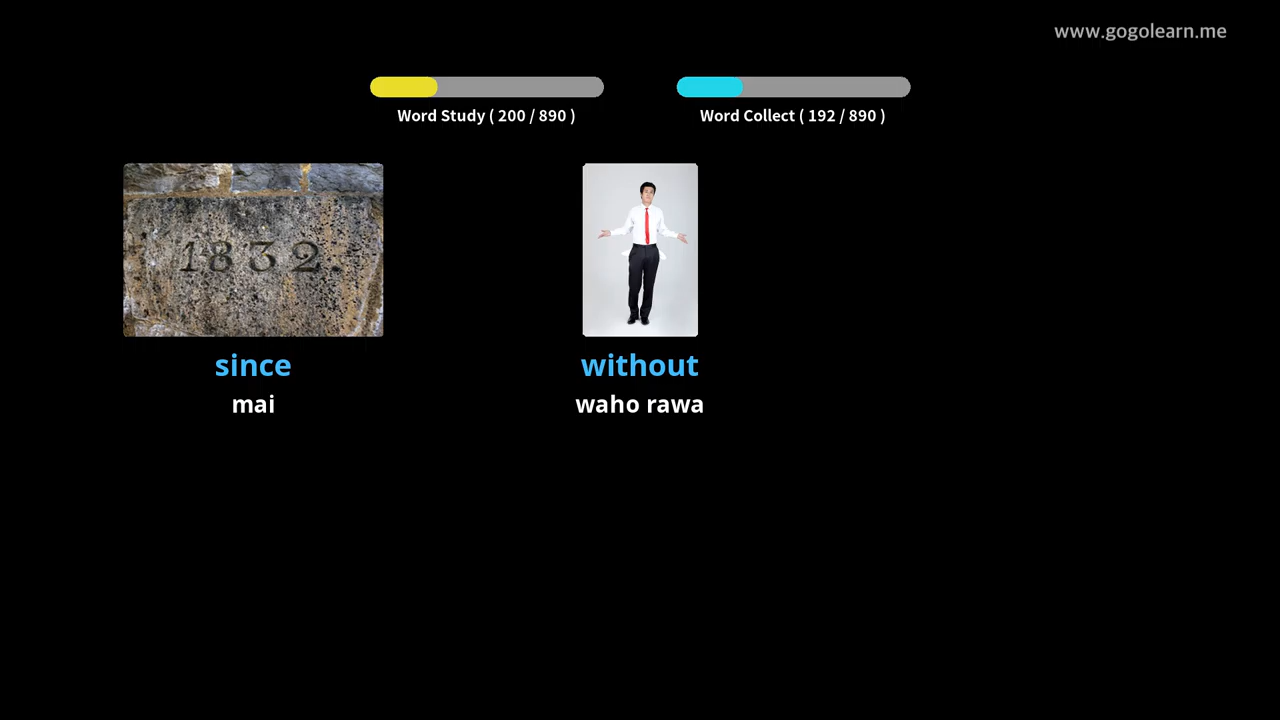 www.gogolearn.me
Word Study ( 200 / 890 )
Word Collect ( 192 / 890 )
1832.
since
mai
without
waho rawa